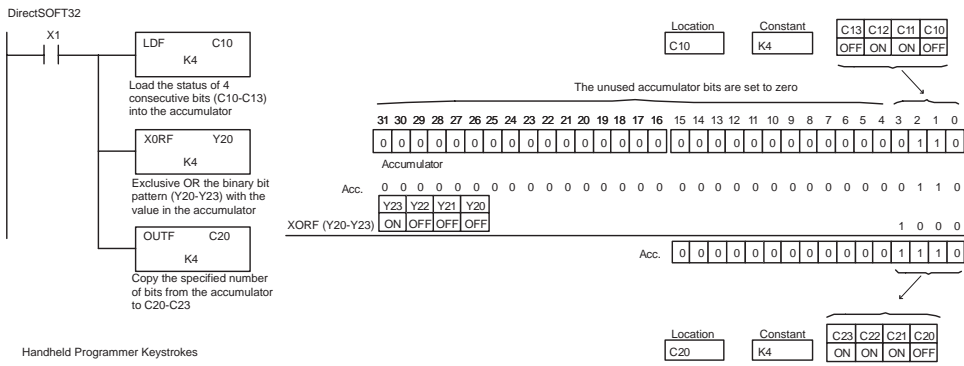 DirectSOFT32
X1
LDF C10
K4
Load the status of 4
consecutive bits (C10-C13)
into the accumulator
X0RF Y20
K4
Exclusive OR the binary bit
pattern (Y20-Y23) with the
value in the accumulator
OUTF C20
K4
Copy the specified number
of bits from the accumulator
to C20-C23
Handheld Programmer Keystrokes
Location Constant
C10 K4
C13 C12 C11 C10
OFF ON ON OFF
The unused accumulator bits are set to zero
31 30 29 28 27 26 25 24 23 22 21 20 19 18 17 16 15 14 13 12 11 10 9 8 7 6 5 4 3 2 1 0
0 0 0 0 0 0 0 0 0 0 0 0 0 0 0 0 0 0 0 0 0 0 0 0 0 0 0 0 0 1 1 0
Accumulator
Acc. 0 0 0 0 0 0 0 0 0 0 0 0 0 0 0 0 0 0 0 0 0 0 0 0 0 0 0 0 0 1 1 0
Y23 Y22 Y21 Y20
XORF (Y20-Y23) ON OFF OFF OFF 1 0 0 0
Acc. 0 0 0 0 0 0 0 0 0 0 0 0 1 1 1 0
Location Constant
C20 K4
C23 C22 C21 C20
ON ON ON OFF